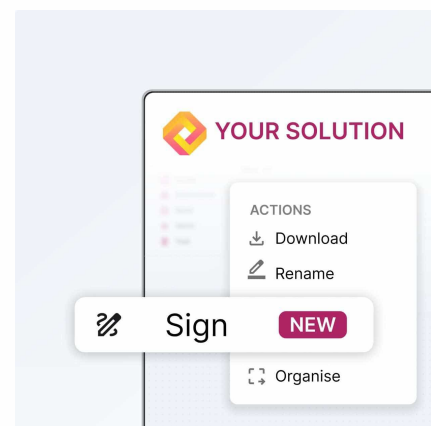 YOUR SOLUTION
ACTIONS
Download
Rename
Sign NEW
Organise